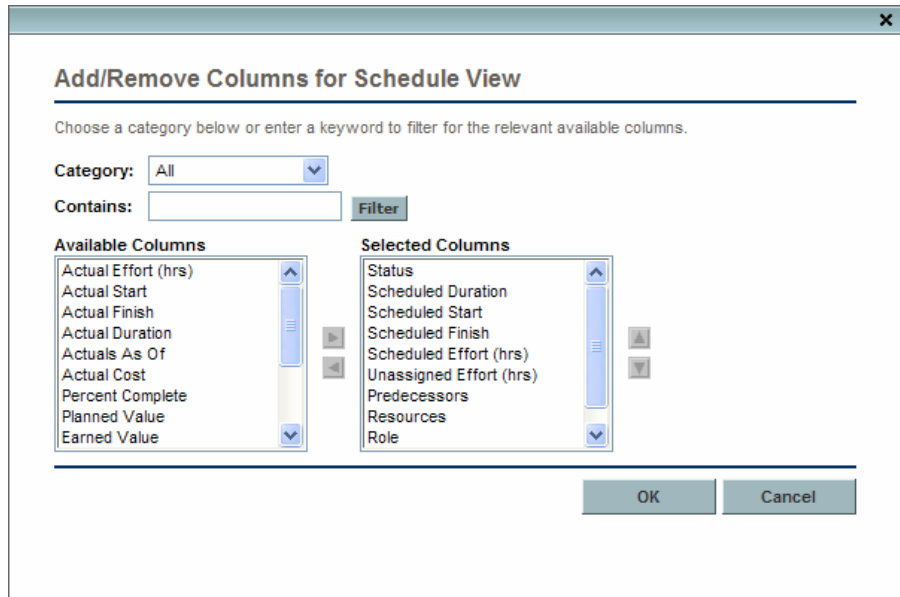 Add/Remove Columns for Schedule View
Choose a category below or enter a keyword to filter for the relevant available columns.
Category: All
Contains: Filter
Available Columns
Actual Effort (hrs)
Actual Start
Actual Finish
Actual Duration
Actuals As Of
Actual Cost
Percent Complete
Planned Value
Earned Value
Selected Columns
Status
Scheduled Duration
Scheduled Start
Scheduled Finish
Scheduled Effort (hrs)
Unassigned Effort (hrs)
Predecessors
Resources
Role
OK Cancel